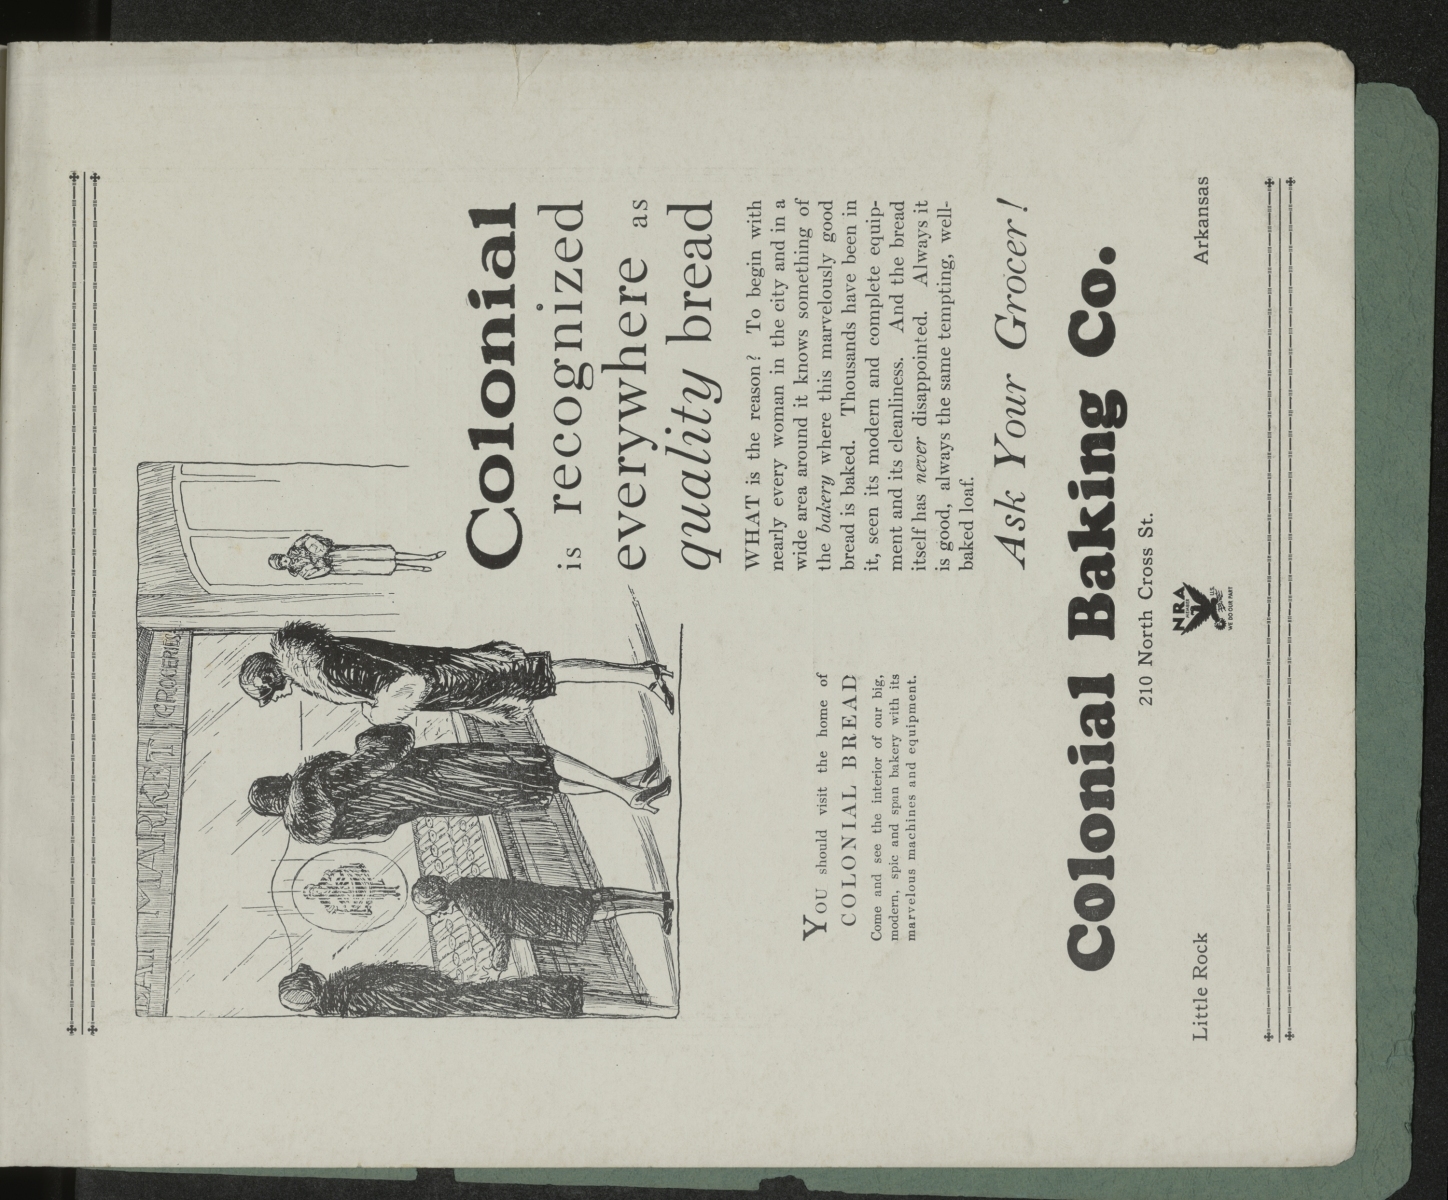 EAT MARKET GROCERIES
Colonial
is recognized
everywhere as
quality bread
WHAT is the reason? To begin with
nearly every woman in the city and in a
wide area around it knows something of
the bakery where this marvelously good
bread is baked. Thousands have been in
it, seen its modern and complete equip-
ment and its cleanliness. And the bread
itself has never disappointed. Always it
is good, always the same tempting, well-
baked loaf.
YOU should visit the home of
COLONIAL BREAD
Come and see the interior of our big,
modern, spic and span bakery with its
marvelous machines and equipment.
Ask Your Grocer!
Colonial Baking Co.
210 North Cross St.
Little Rock
Arkansas
NRA
MEMBER
U.S.
WE DO OUR PART